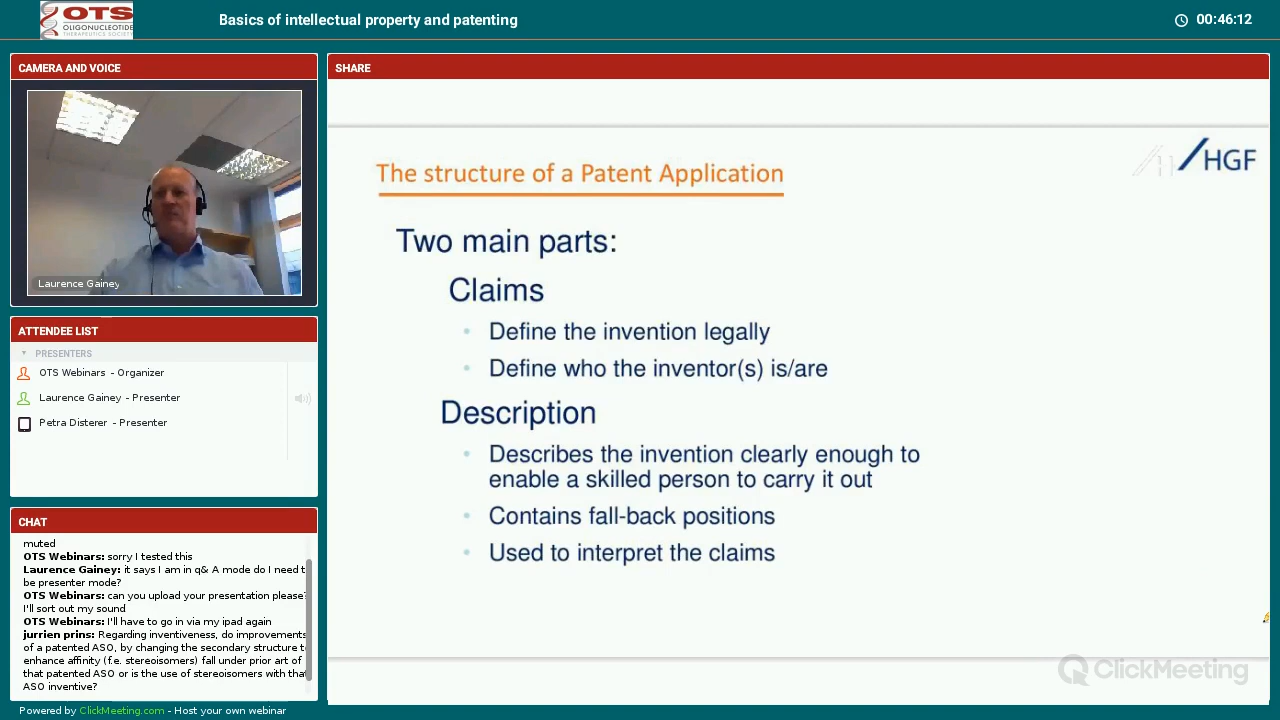 OTS
OLIGONUCLEOTIDE
THERAPEUTICS SOCIETY
Basics of intellectual property and patenting
00:46:12
CAMERA AND VOICE
Laurence Gainey
ATTENDEE LIST
PRESENTERS
OTS Webinars - Organizer
Laurence Gainey - Presenter
Petra Disterer - Presenter
CHAT
muted
OTS Webinars: sorry I tested this
Laurence Gainey: it says I am in q& A mode do I need t
be presenter mode?
OTS Webinars: can you upload your presentation please?
I'll sort out my sound
OTS Webinars: I'll have to go in via my ipad again
jurrien prins: Regarding inventiveness, do improvements
of a patented ASO, by changing the secondary structure t
enhance affinity (f.e. stereoisomers) fall under prior art of
that patented ASO or is the use of stereoisomers with that
ASO inventive?
Powered by ClickMeeting.com - Host your own webinar
SHARE
HGF
The structure of a Patent Application
Two main parts:
Claims
• Define the invention legally
• Define who the inventor(s) is/are
Description
• Describes the invention clearly enough to
enable a skilled person to carry it out
• Contains fall-back positions
• Used to interpret the claims
ClickMeeting